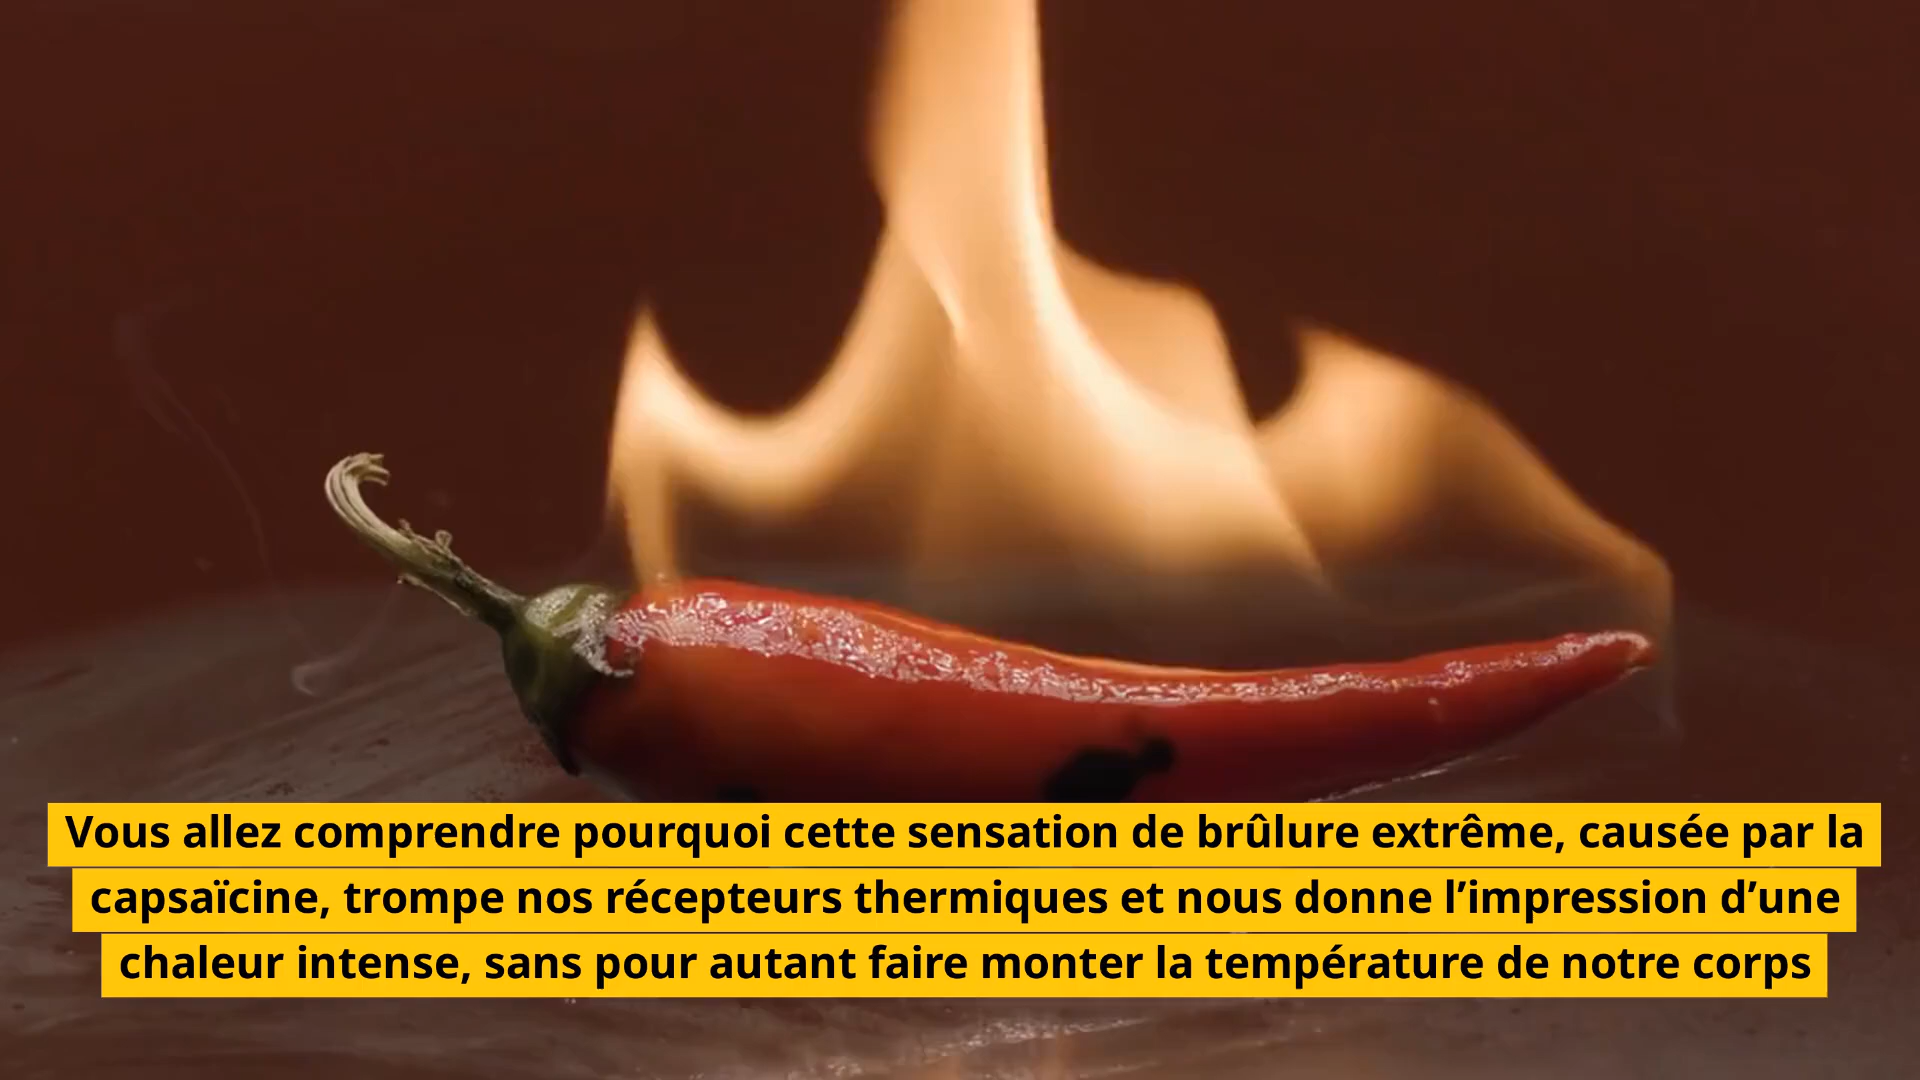 Vous allez comprendre pourquoi cette sensation de brûlure extrême, causée par la
capsaïcine, trompe nos récepteurs thermiques et nous donne l’impression d’une
chaleur intense, sans pour autant faire monter la température de notre corps